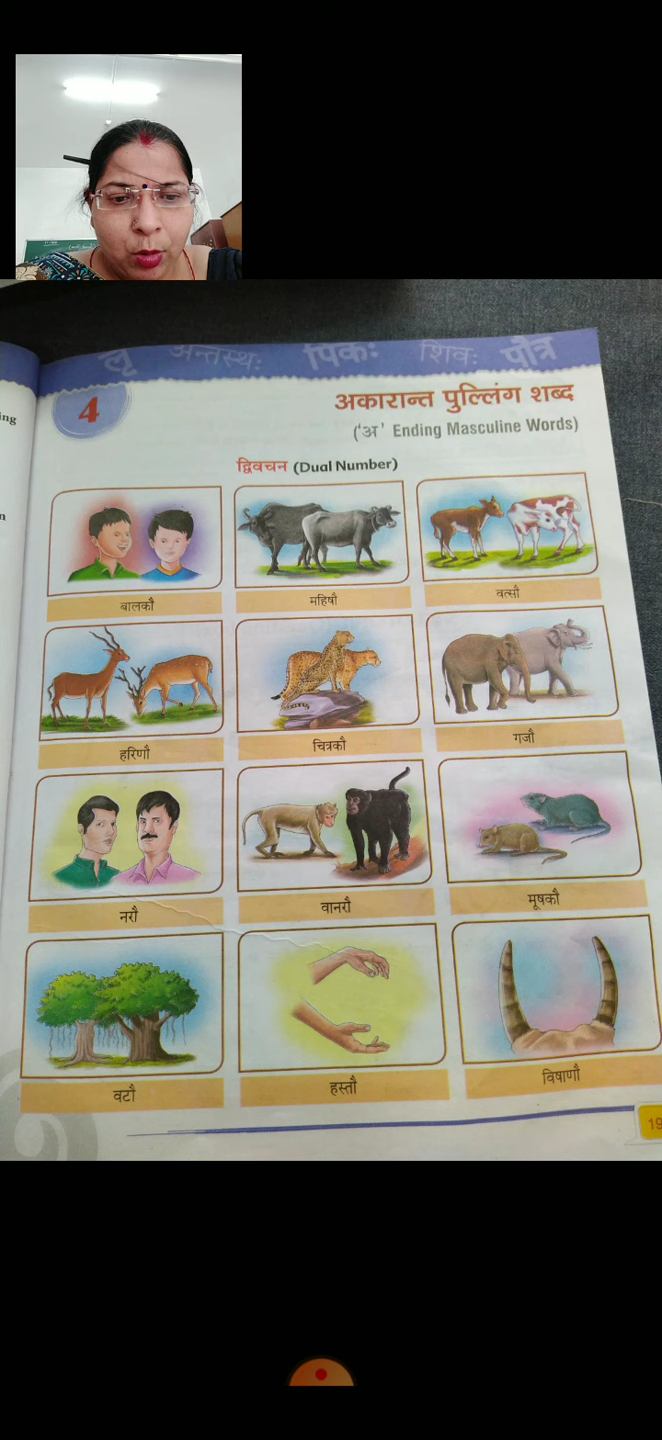 ing
n
लृ अन्तस्थः पिकः शिवः पौत्र
4
अकारान्त पुल्लिंग शब्द
('अ' Ending Masculine Words)
द्विवचन (Dual Number)
बालकौ महिषौ वत्सौ
हरिणौ चित्रकौ गजौ
नरौ वानरौ मूषकौ
वटौ हस्तौ विषाणौ
19